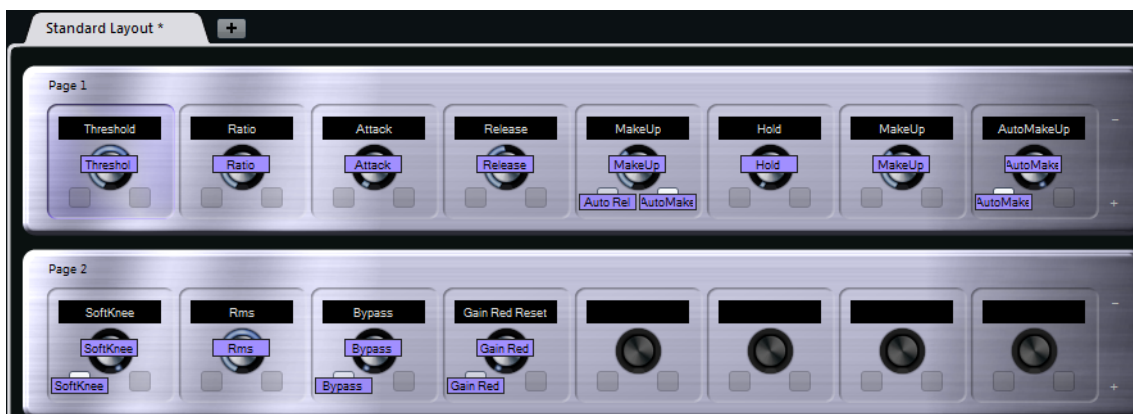 Standard Layout *
+
Page 1
Threshold Ratio Attack Release MakeUp Hold MakeUp AutoMakeUp
Threshol Ratio Attack Release MakeUp Hold MakeUp AutoMake
Auto Rel AutoMake AutoMake
Page 2
SoftKnee Rms Bypass Gain Red Reset
SoftKnee Rms Bypass Gain Red
SoftKnee Bypass Gain Red